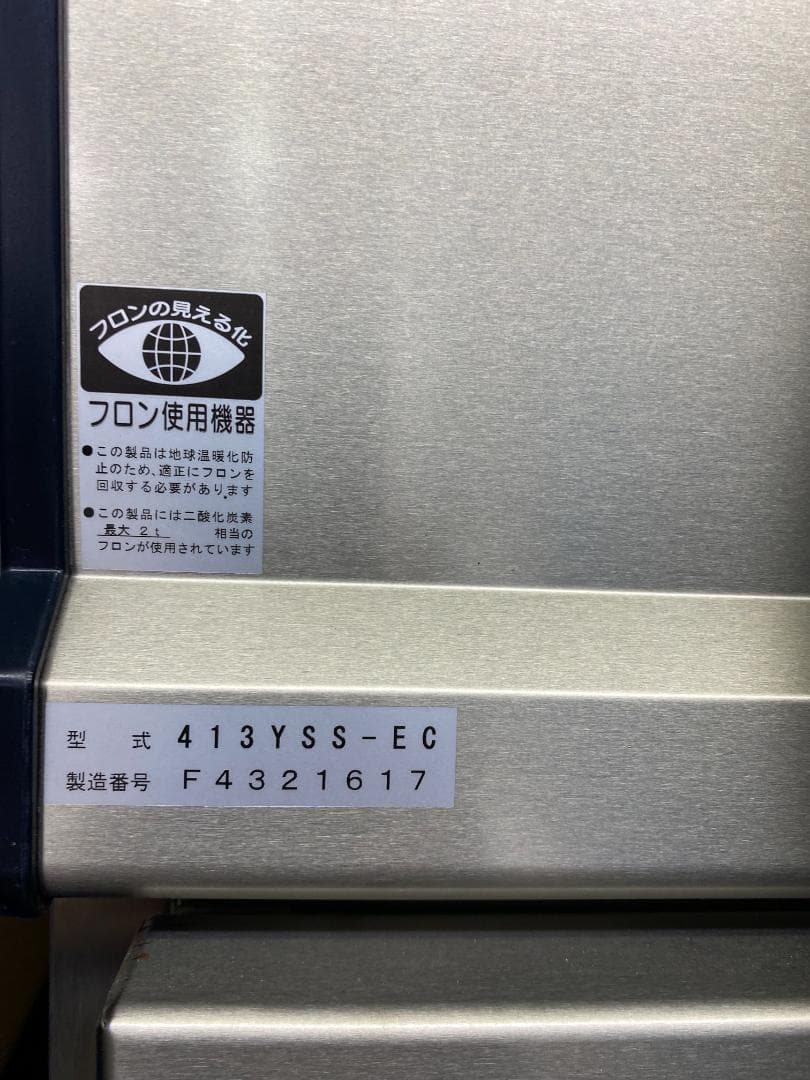 フロンの見える化
フロン使用機器
●この製品は地球温暖化防
止のため、適正にフロンを
回収する必要があります
●この製品には二酸化炭素
最大 2t 相当の
フロンが使用されています
型 式 413YSS-EC
製造番号 F4321617